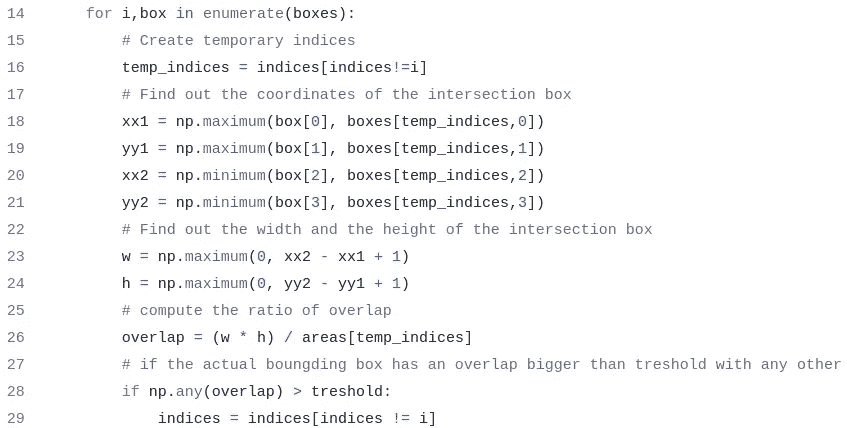 14 for i,box in enumerate(boxes):
15 # Create temporary indices
16 temp_indices = indices[indices!=i]
17 # Find out the coordinates of the intersection box
18 xx1 = np.maximum(box[0], boxes[temp_indices,0])
19 yy1 = np.maximum(box[1], boxes[temp_indices,1])
20 xx2 = np.minimum(box[2], boxes[temp_indices,2])
21 yy2 = np.minimum(box[3], boxes[temp_indices,3])
22 # Find out the width and the height of the intersection box
23 w = np.maximum(0, xx2 - xx1 + 1)
24 h = np.maximum(0, yy2 - yy1 + 1)
25 # compute the ratio of overlap
26 overlap = (w * h) / areas[temp_indices]
27 # if the actual boungding box has an overlap bigger than treshold with any other
28 if np.any(overlap) > treshold:
29 indices = indices[indices != i]